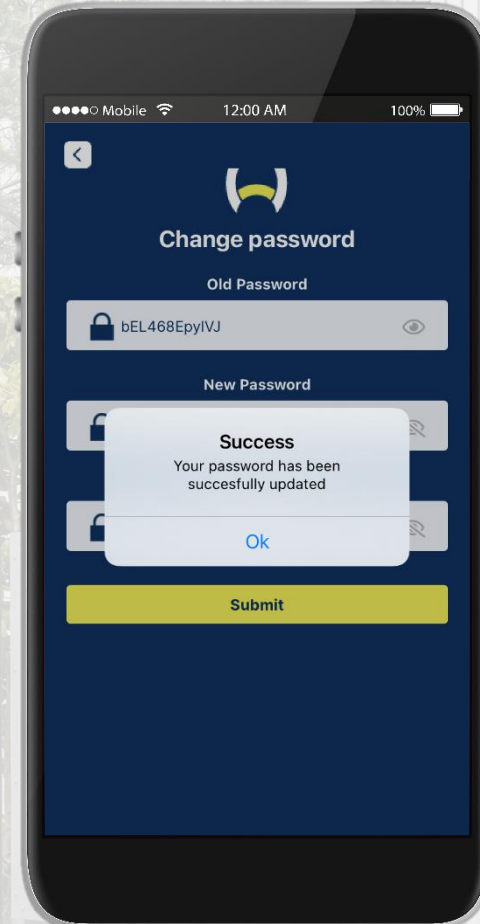 Mobile 12:00 AM 100%
Change password
Old Password
bEL468EpyIVJ
New Password
Success
Your password has been
succesfully updated
Ok
Submit